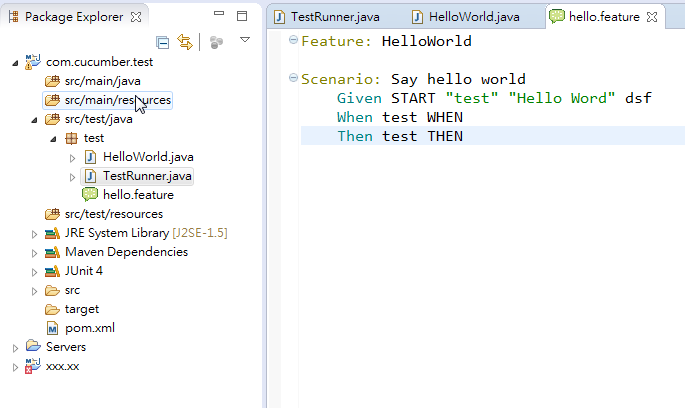 Package Explorer
com.cucumber.test
src/main/java
src/main/resources
src/test/java
test
HelloWorld.java
TestRunner.java
hello.feature
src/test/resources
JRE System Library [J2SE-1.5]
Maven Dependencies
JUnit 4
src
target
pom.xml
Servers
xxx.xx
TestRunner.java
HelloWorld.java
hello.feature
Feature: HelloWorld
Scenario: Say hello world
Given START "test" "Hello Word" dsf
When test WHEN
Then test THEN